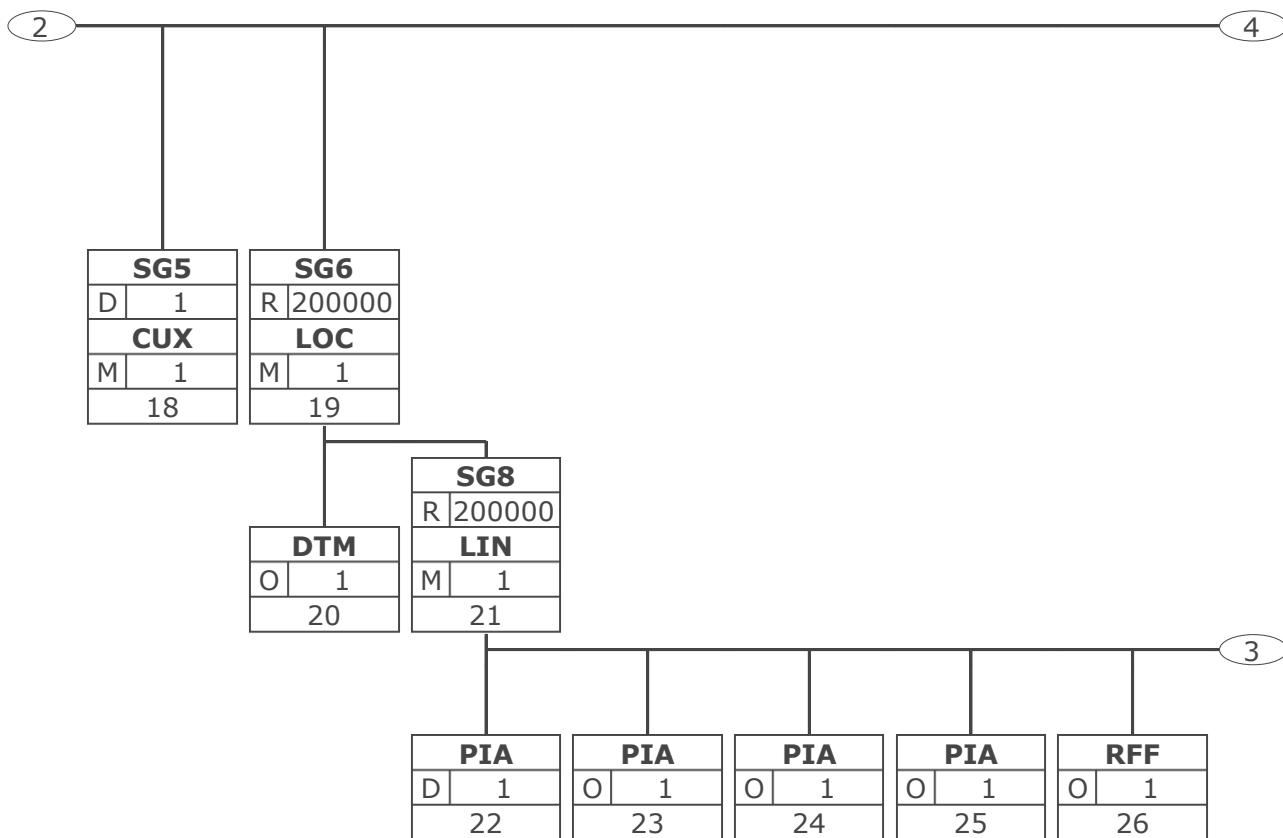 2 4
SG5 SG6
D 1 R 200000
CUX LOC
M 1 M 1
18 19
SG8
R 200000
DTM LIN
O 1 M 1
20 21
3
PIA PIA PIA PIA RFF
D 1 O 1 O 1 O 1 O 1
22 23 24 25 26